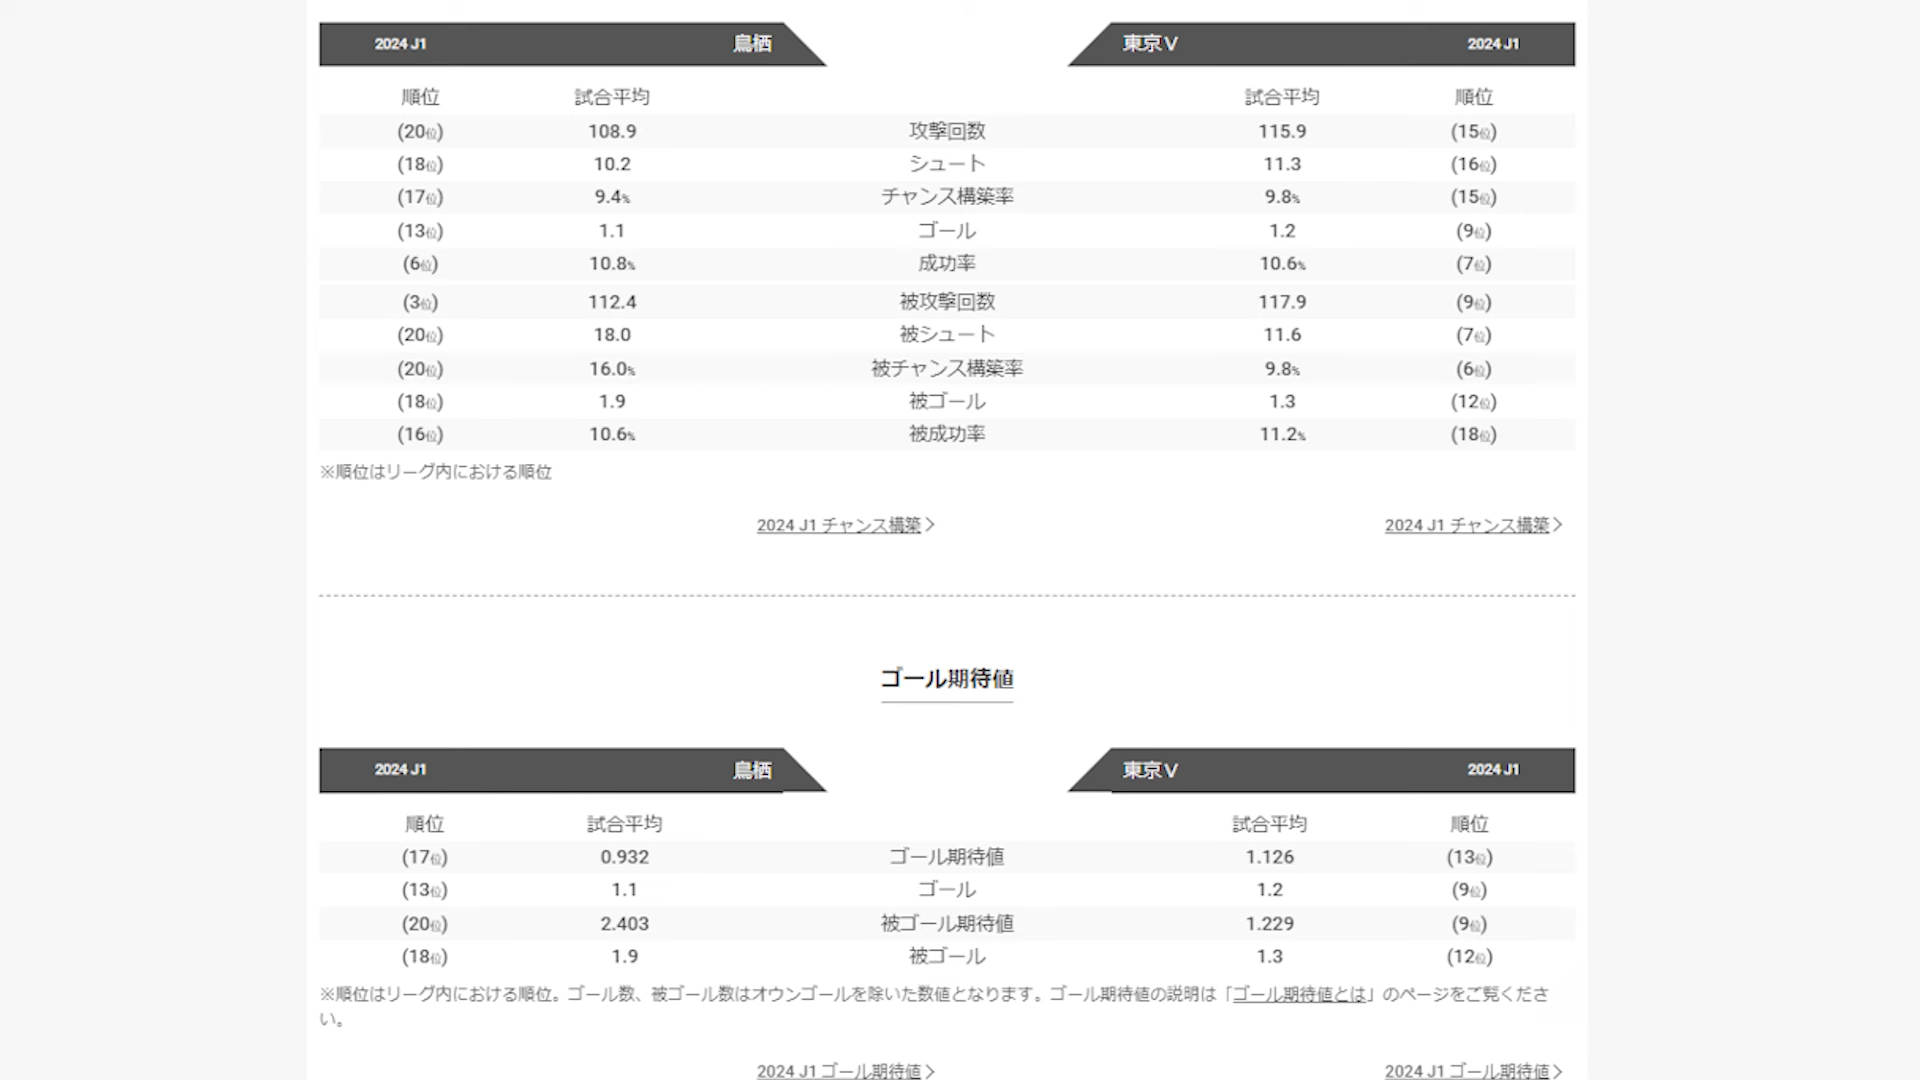 2024 J1 鳥栖 東京V 2024 J1
順位 試合平均 試合平均 順位
(20位) 108.9 攻撃回数 115.9 (15位)
(18位) 10.2 シュート 11.3 (16位)
(17位) 9.4% チャンス構築率 9.8% (15位)
(13位) 1.1 ゴール 1.2 (9位)
(6位) 10.8% 成功率 10.6% (7位)
(3位) 112.4 被攻撃回数 117.9 (9位)
(20位) 18.0 被シュート 11.6 (7位)
(20位) 16.0% 被チャンス構築率 9.8% (6位)
(18位) 1.9 被ゴール 1.3 (12位)
(16位) 10.6% 被成功率 11.2% (18位)
※順位はリーグ内における順位
2024 J1 チャンス構築 2024 J1 チャンス構築
ゴール期待値
2024 J1 鳥栖 東京V 2024 J1
順位 試合平均 試合平均 順位
(17位) 0.932 ゴール期待値 1.126 (13位)
(13位) 1.1 ゴール 1.2 (9位)
(20位) 2.403 被ゴール期待値 1.229 (9位)
(18位) 1.9 被ゴール 1.3 (12位)
※順位はリーグ内における順位。ゴール数、被ゴール数はオウンゴールを除いた数値となります。ゴール期待値の説明は「ゴール期待値とは」のページをご覧くださ
い。
2024 J1 ゴール期待値 2024 J1 ゴール期待値